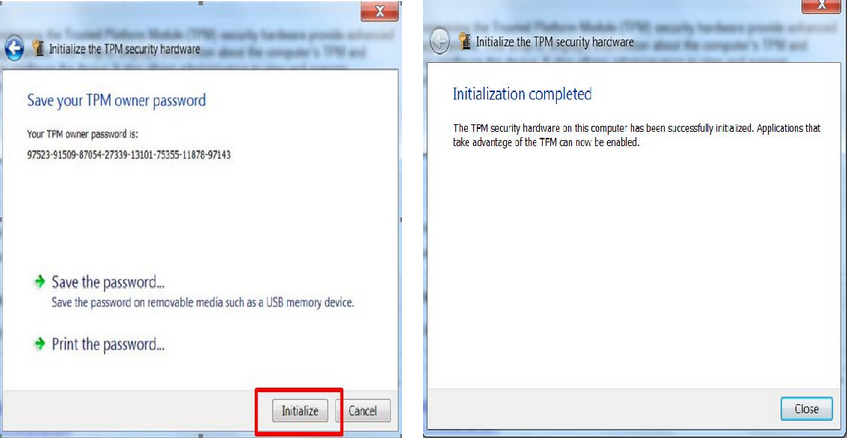 Initialize the TPM security hardware
Save your TPM owner password
Your TPM owner password is:
97523-91509-87054-27339-13101-75355-11878-97143
Save the password...
Save the password on removable media such as a USB memory device.
Print the password...
Initialize
Cancel
Initialize the TPM security hardware
Initialization completed
The TPM security hardware on this computer has been successfully initialized. Applications that
take advantage of the TPM can now be enabled.
Close